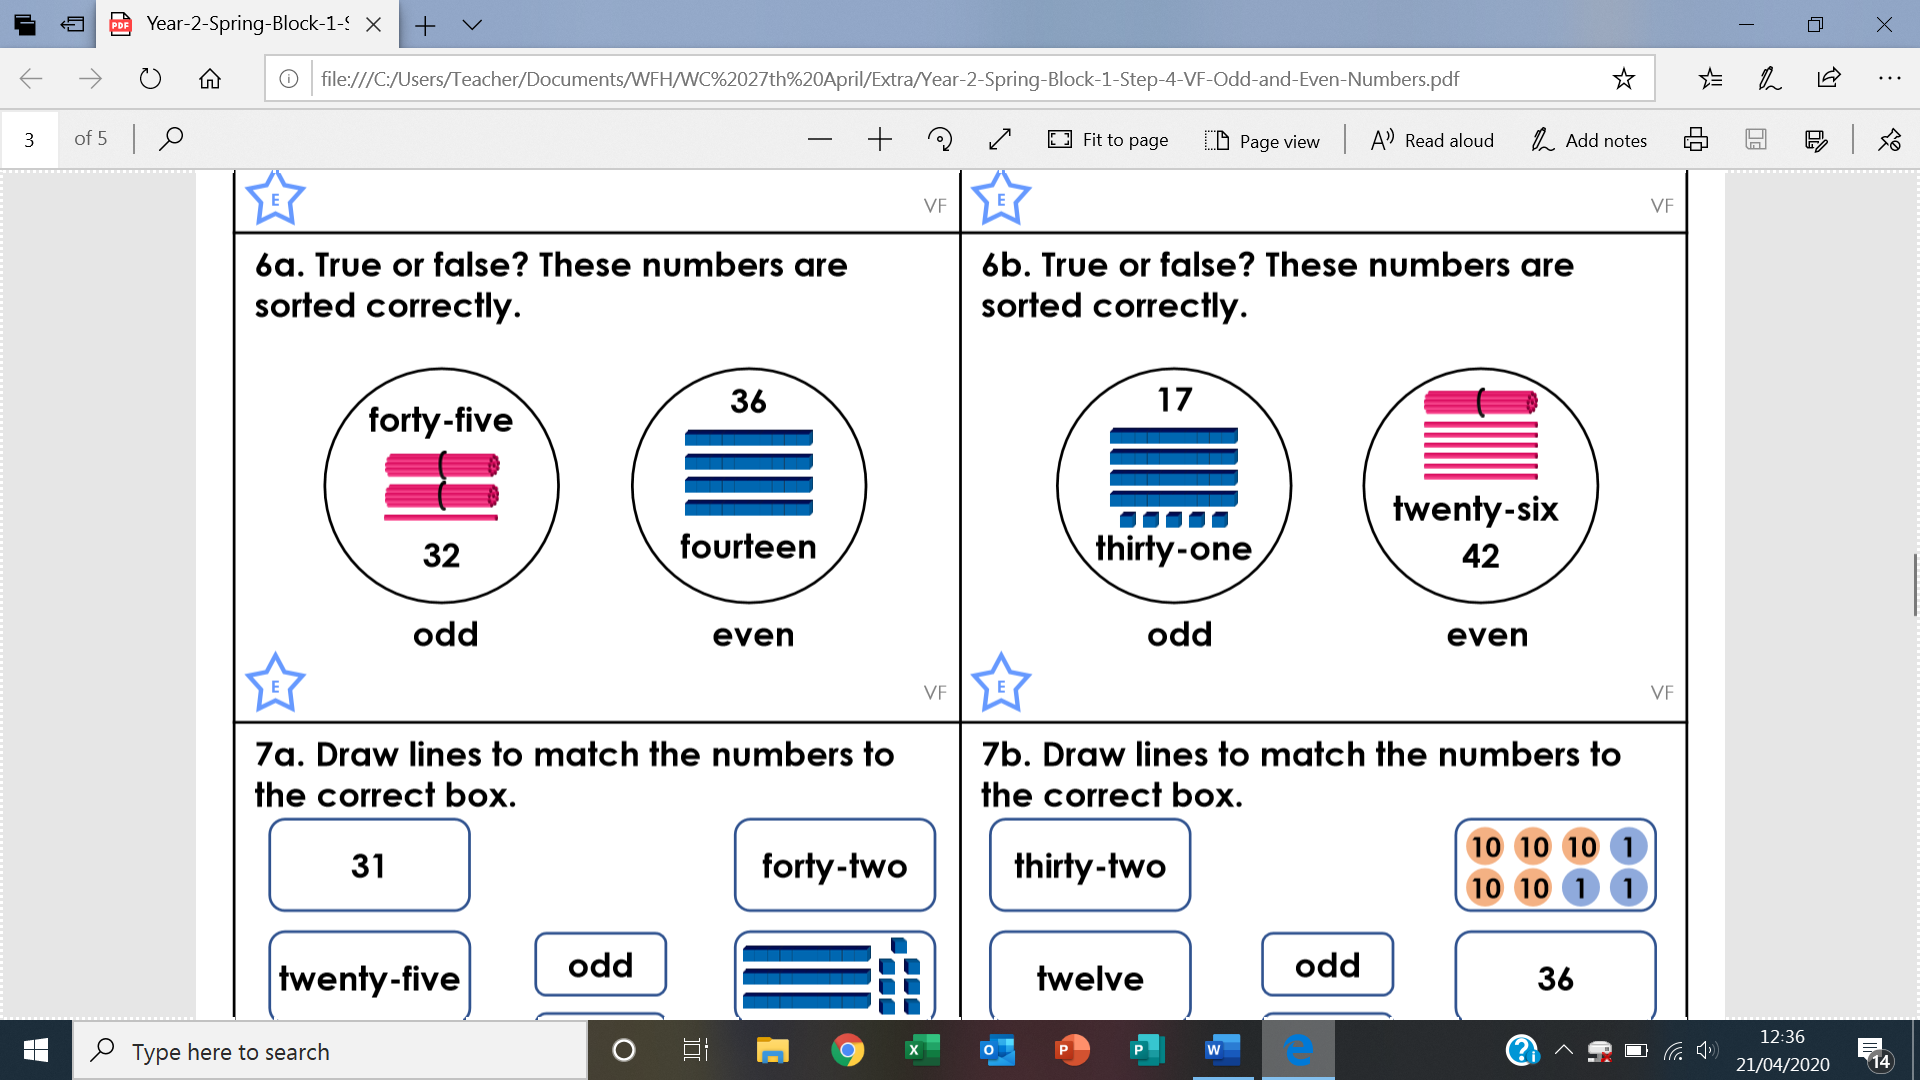 Year-2-Spring-Block-1-S
file:///C:/Users/Teacher/Documents/WFH/WC%2027th%20April/Extra/Year-2-Spring-Block-1-Step-4-VF-Odd-and-Even-Numbers.pdf
3 of 5
Fit to page
Page view
Read aloud
Add notes
E
VF
E
VF
6a. True or false? These numbers are
sorted correctly.
forty-five
32
odd
36
fourteen
even
E
VF
6b. True or false? These numbers are
sorted correctly.
17
thirty-one
odd
twenty-six
42
even
E
VF
7a. Draw lines to match the numbers to
the correct box.
31
forty-two
twenty-five
odd
7b. Draw lines to match the numbers to
the correct box.
thirty-two
10 10 10 1
10 10 1 1
twelve
odd
36
Type here to search
12:36
21/04/2020
14